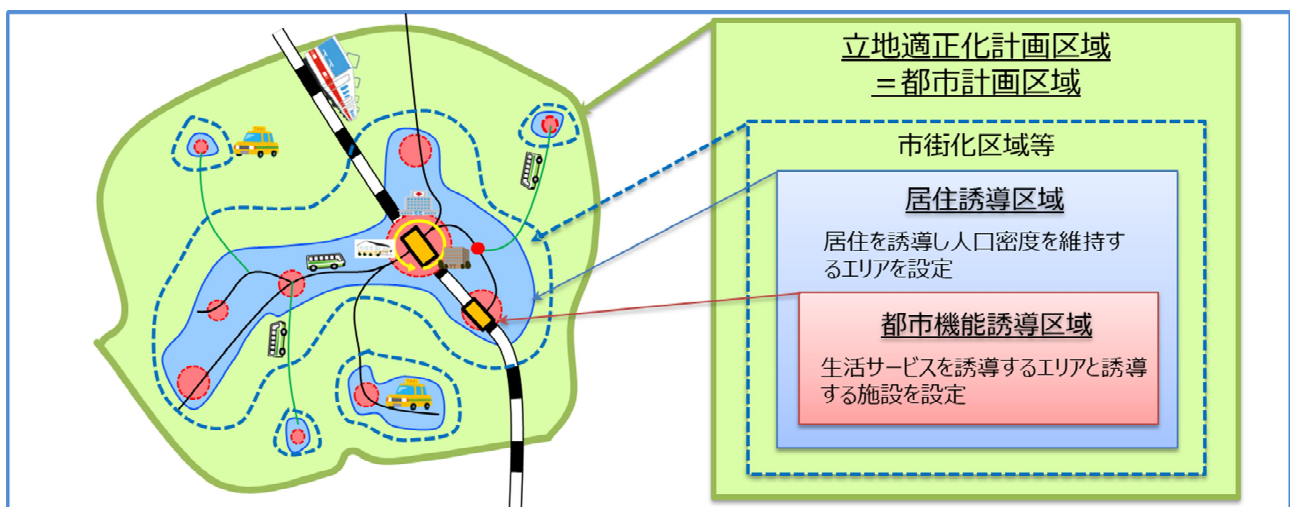 立地適正化計画区域
＝都市計画区域
市街化区域等
居住誘導区域
居住を誘導し人口密度を維持す
るエリアを設定
都市機能誘導区域
生活サービスを誘導するエリアと誘導
する施設を設定